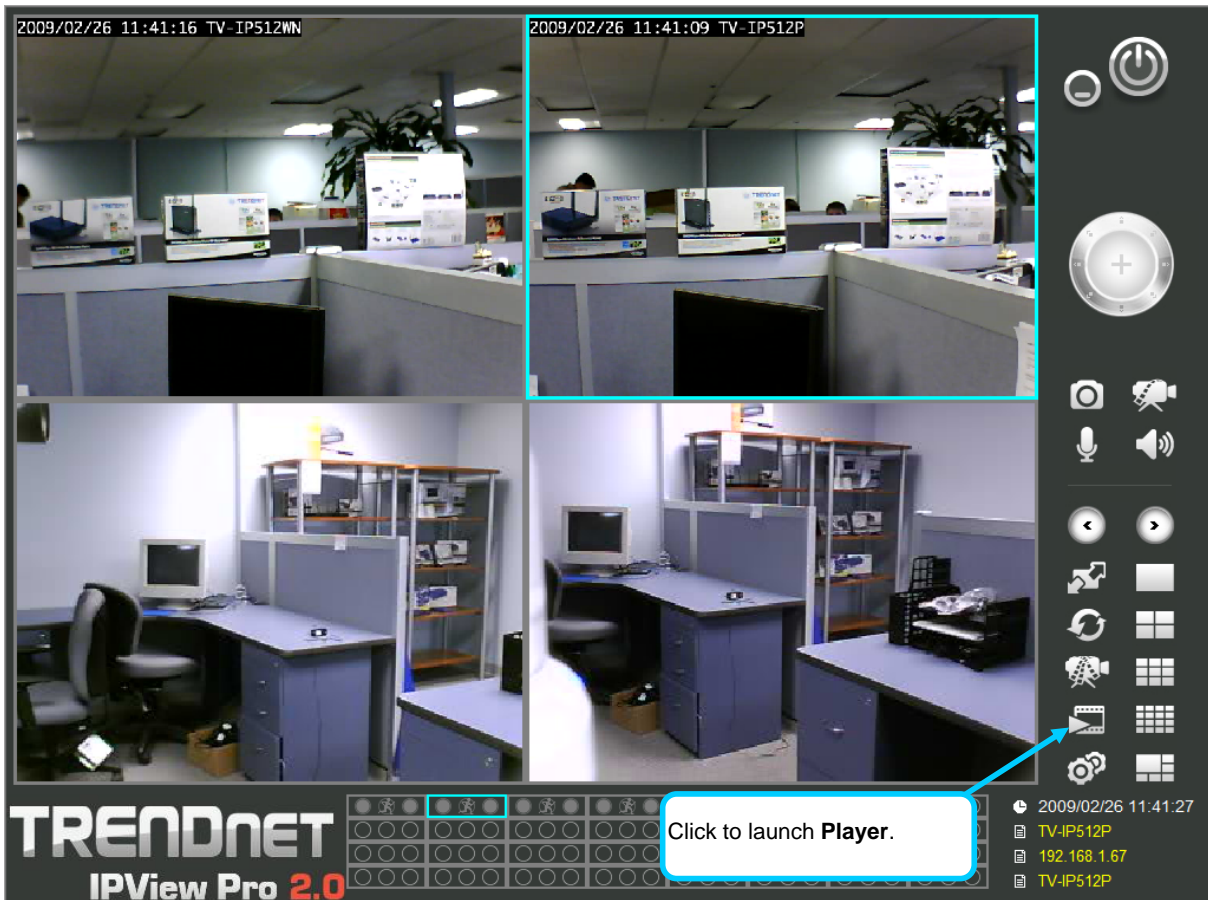 2009/02/26 11:41:16 TV-IP512WN
2009/02/26 11:41:09 TV-IP512P
TRENDNET
TRENDNET
Click to launch Player.
TRENDNET
IPView Pro 2.0
2009/02/26 11:41:27
TV-IP512P
192.168.1.67
TV-IP512P